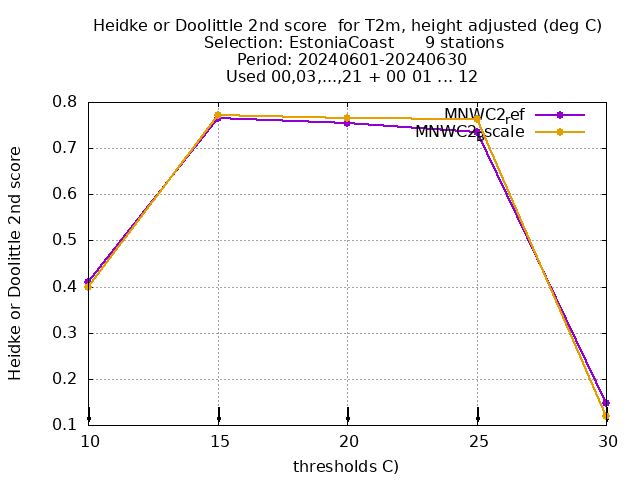 Heidke or Doolittle 2nd score  for T2m, height adjusted (deg C)
Selection: EstoniaCoast      9 stations
Period: 20240601-20240630
Used 00,03,...,21 + 00 01 ... 12
MNWC2ref
MNWC2bscale
0.8
0.7
0.6
0.5
0.4
0.3
0.2
0.1
Heidke or Doolittle 2nd score
10 15 20 25 30
thresholds C)